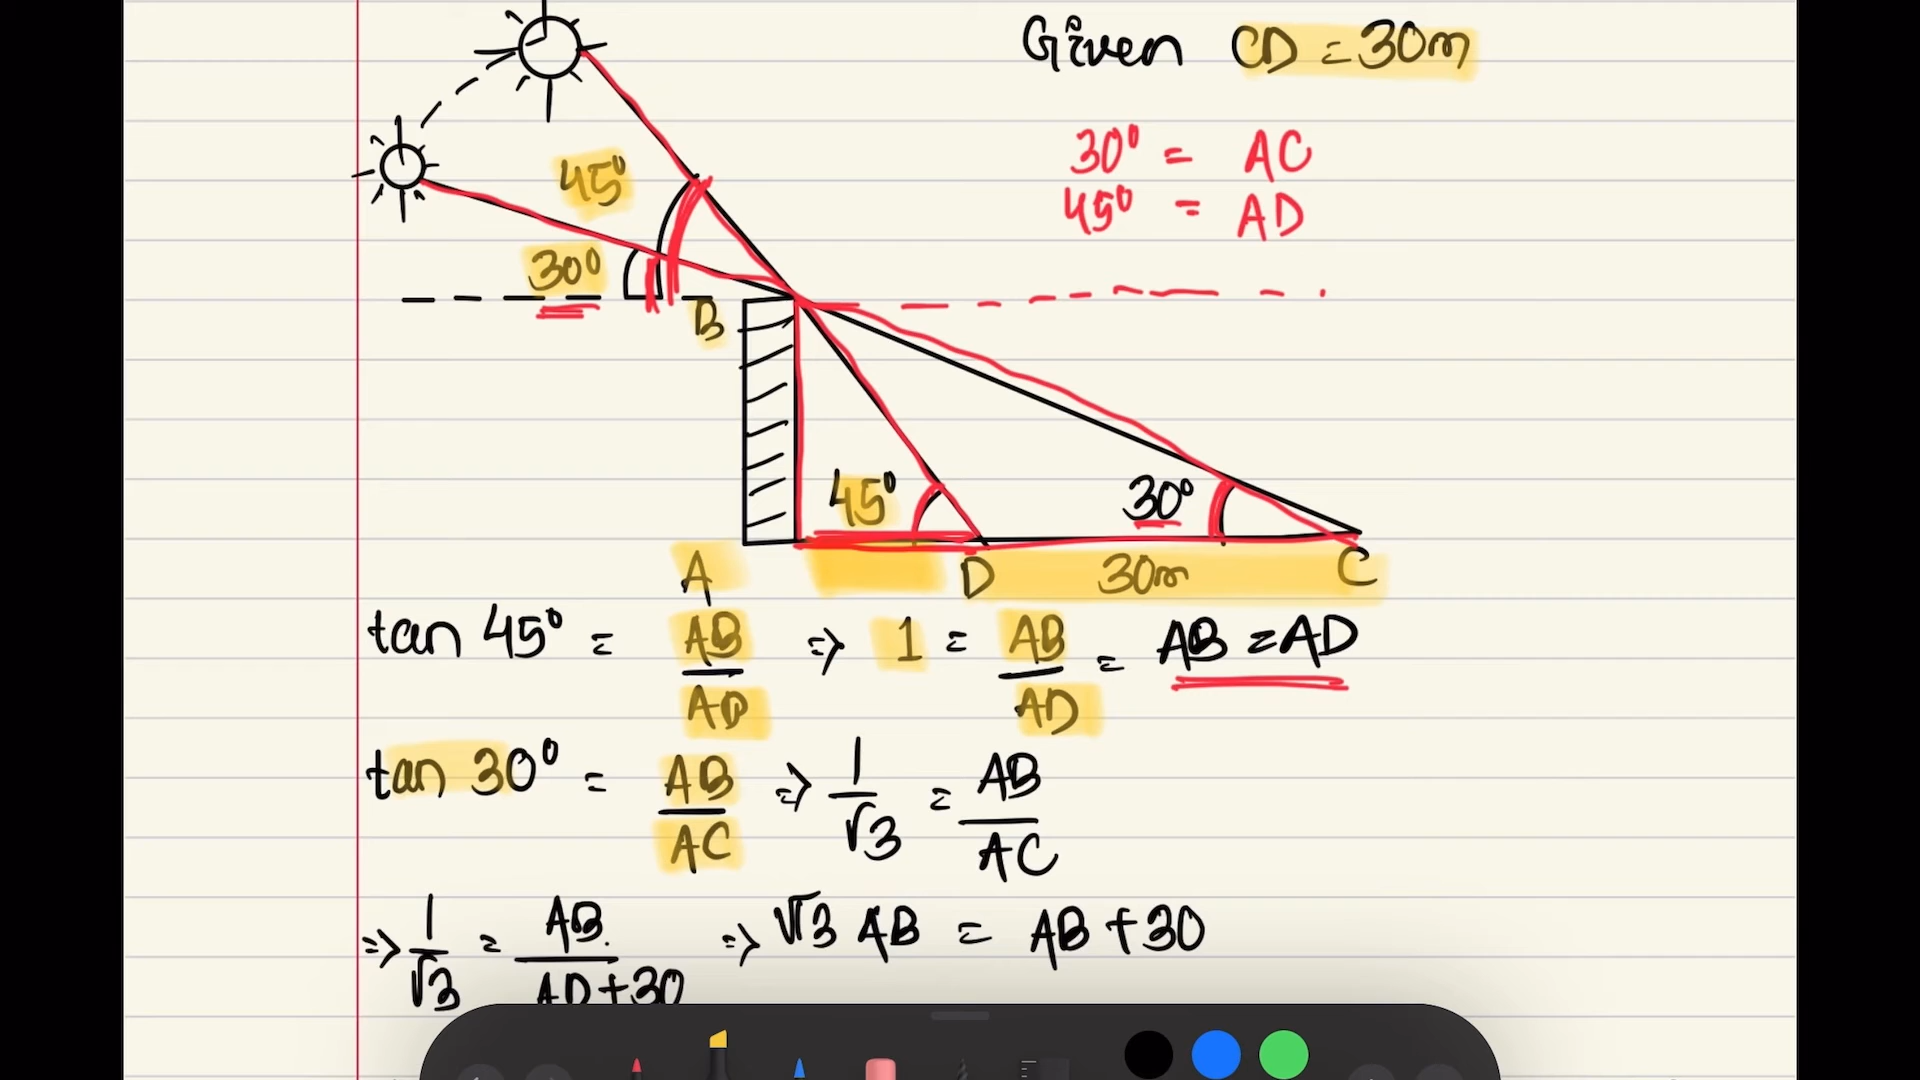 Given CD = 30m
30° = AC
45° = AD
45°
30°
B
45°
30°
A
D
30m
C
tan 45° = AB/AD ⇒ 1 = AB/AD = AB = AD
tan 30° = AB/AC ⇒ 1/√3 = AB/AC
⇒ 1/√3 = AB/AD+30 ⇒ √3 AB = AB + 30